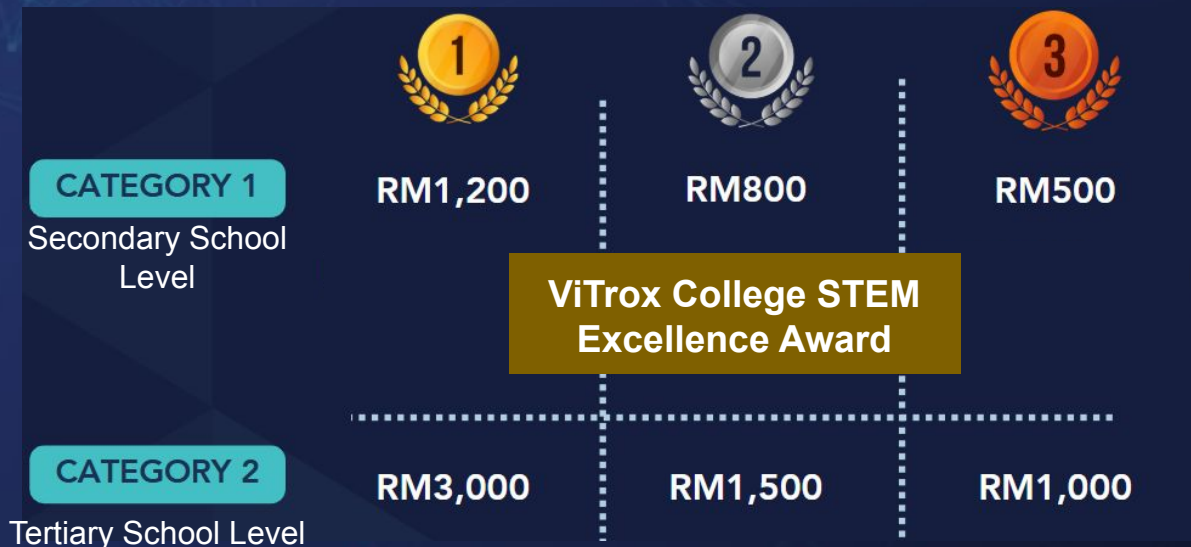 1
2
3
CATEGORY 1
RM1,200
RM800
RM500
Secondary School
Level
ViTrox College STEM
Excellence Award
CATEGORY 2
RM3,000
RM1,500
RM1,000
Tertiary School Level